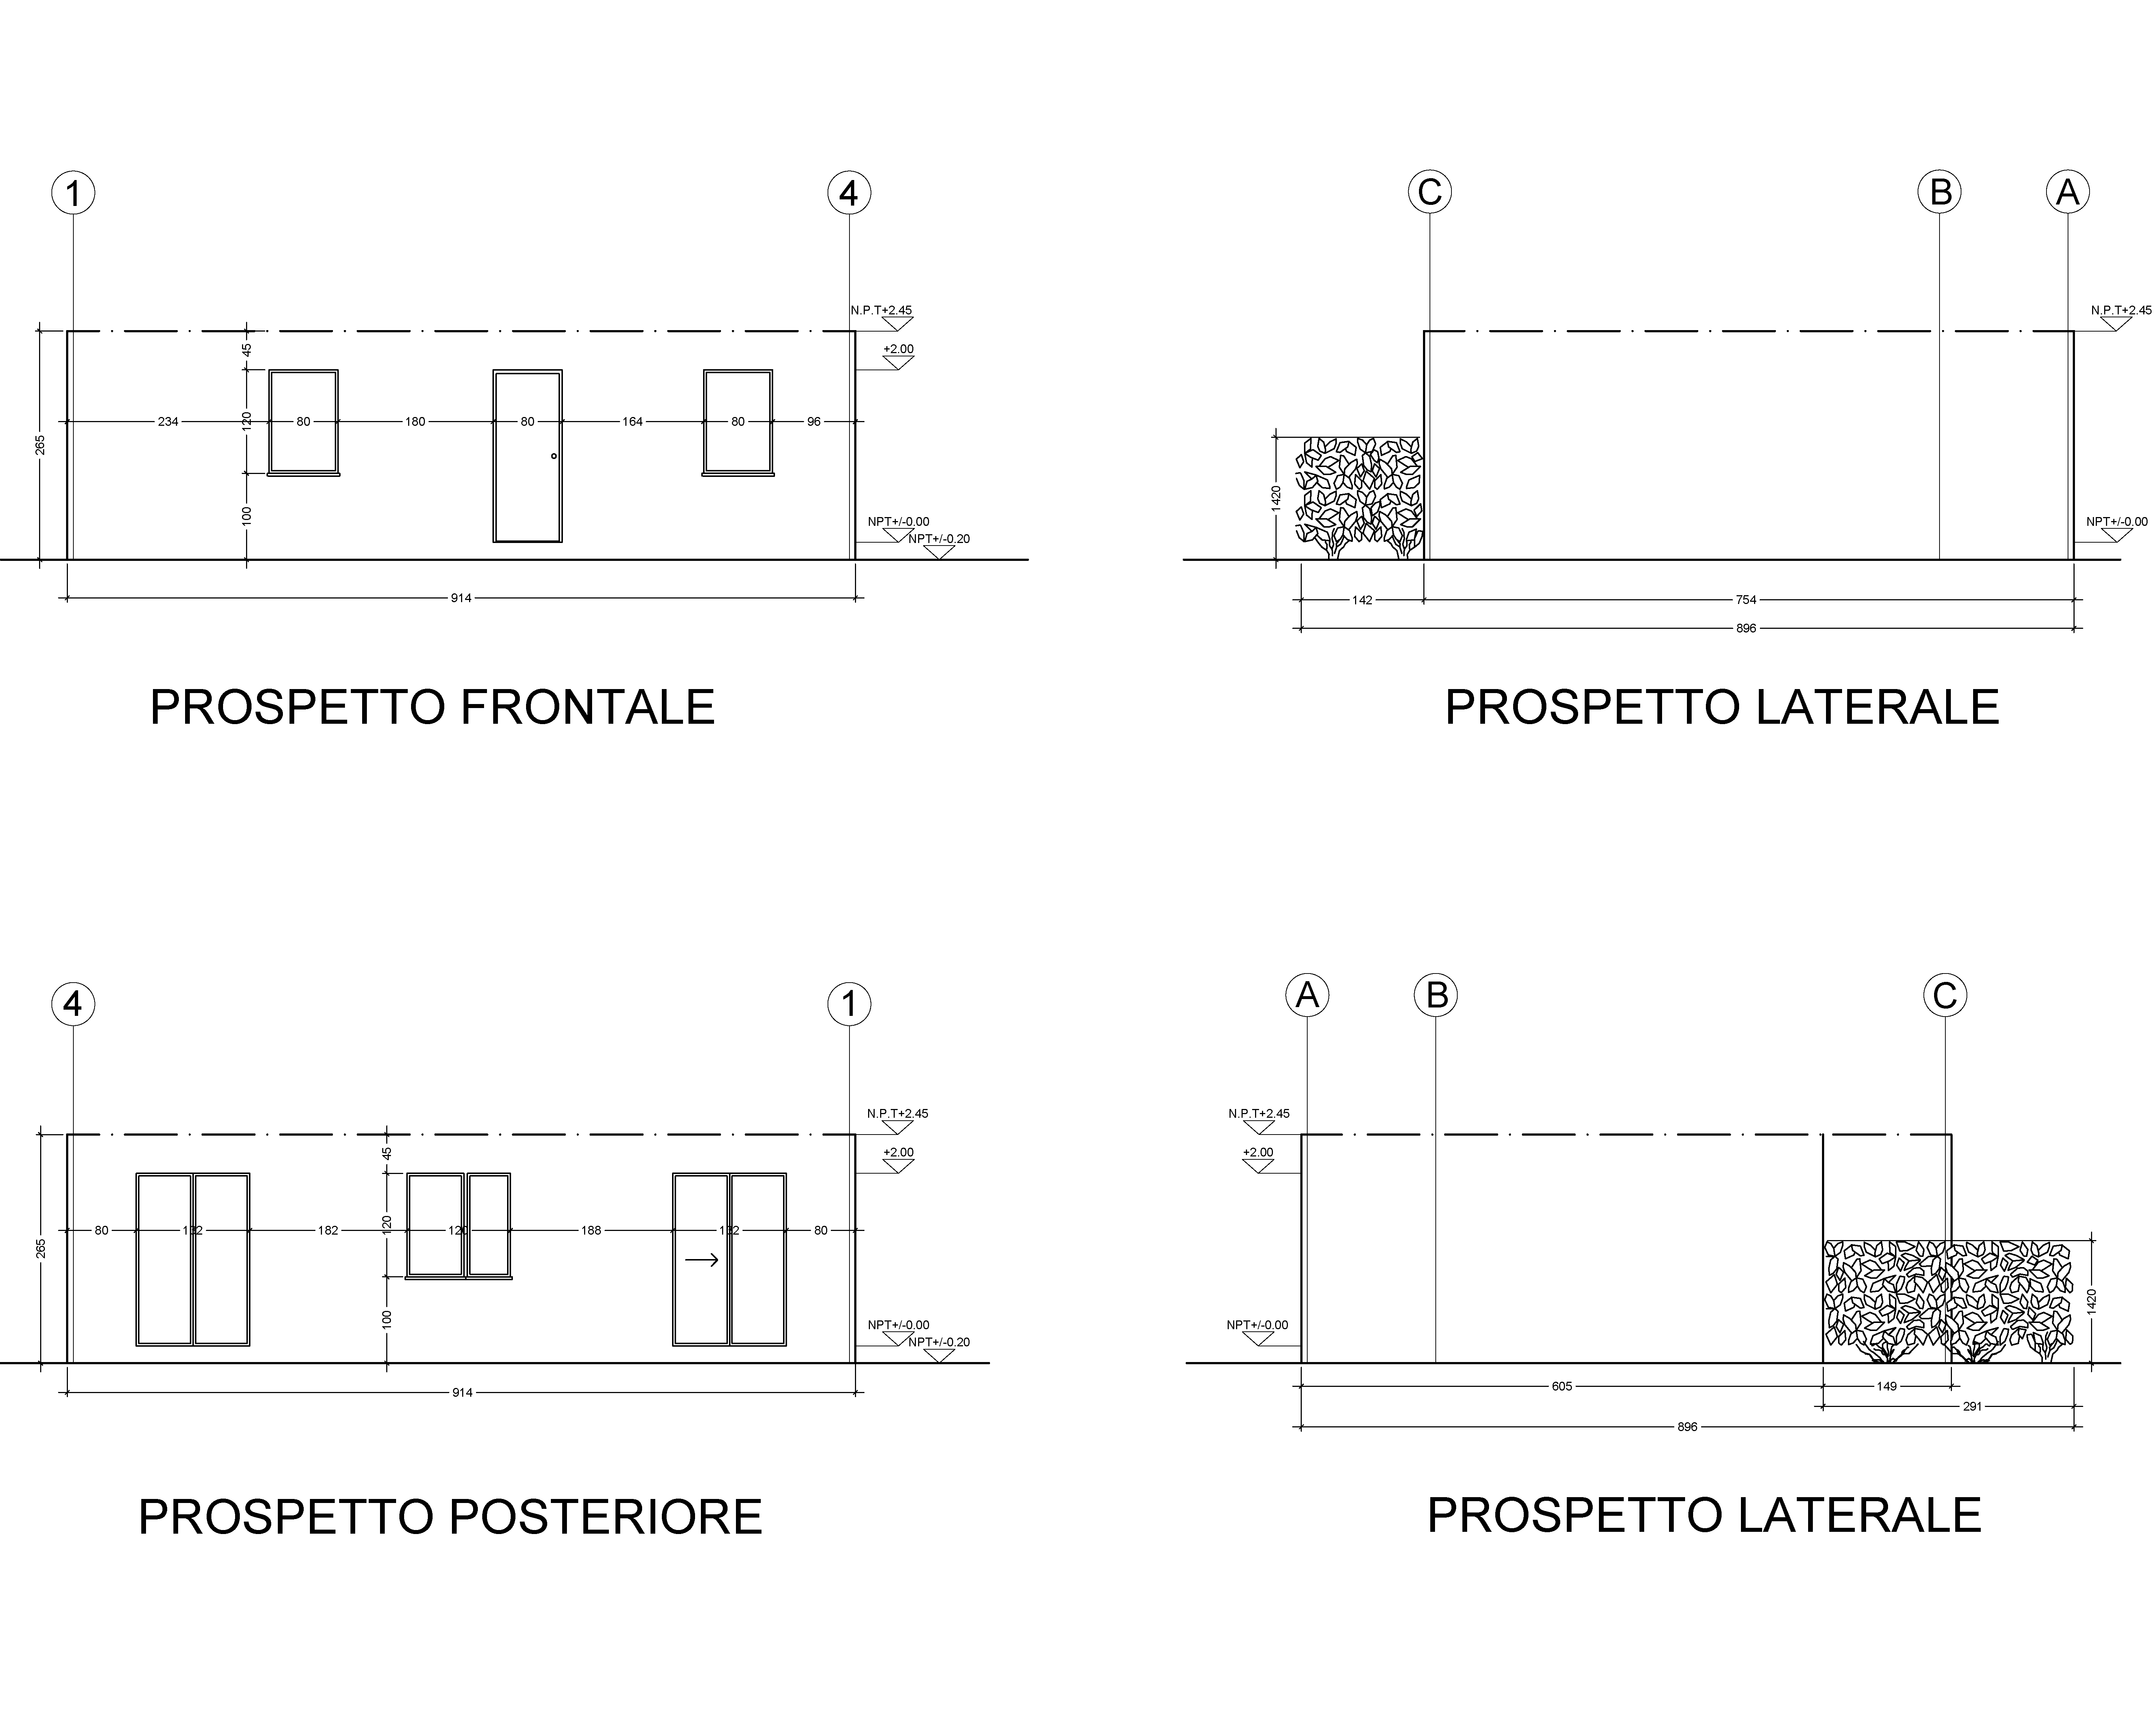 1
4
N.P.T+2.45
+2.00
45
120
100
265
234
80
180
80
164
80
96
NPT+/-0.00
NPT+/-0.20
914
PROSPETTO FRONTALE
C
B
A
N.P.T+2.45
1420
NPT+/-0.00
142
754
896
PROSPETTO LATERALE
4
1
N.P.T+2.45
+2.00
45
120
100
265
80
132
182
120
188
132
80
NPT+/-0.00
NPT+/-0.20
914
PROSPETTO POSTERIORE
A
B
C
N.P.T+2.45
+2.00
1420
NPT+/-0.00
605
149
291
896
PROSPETTO LATERALE